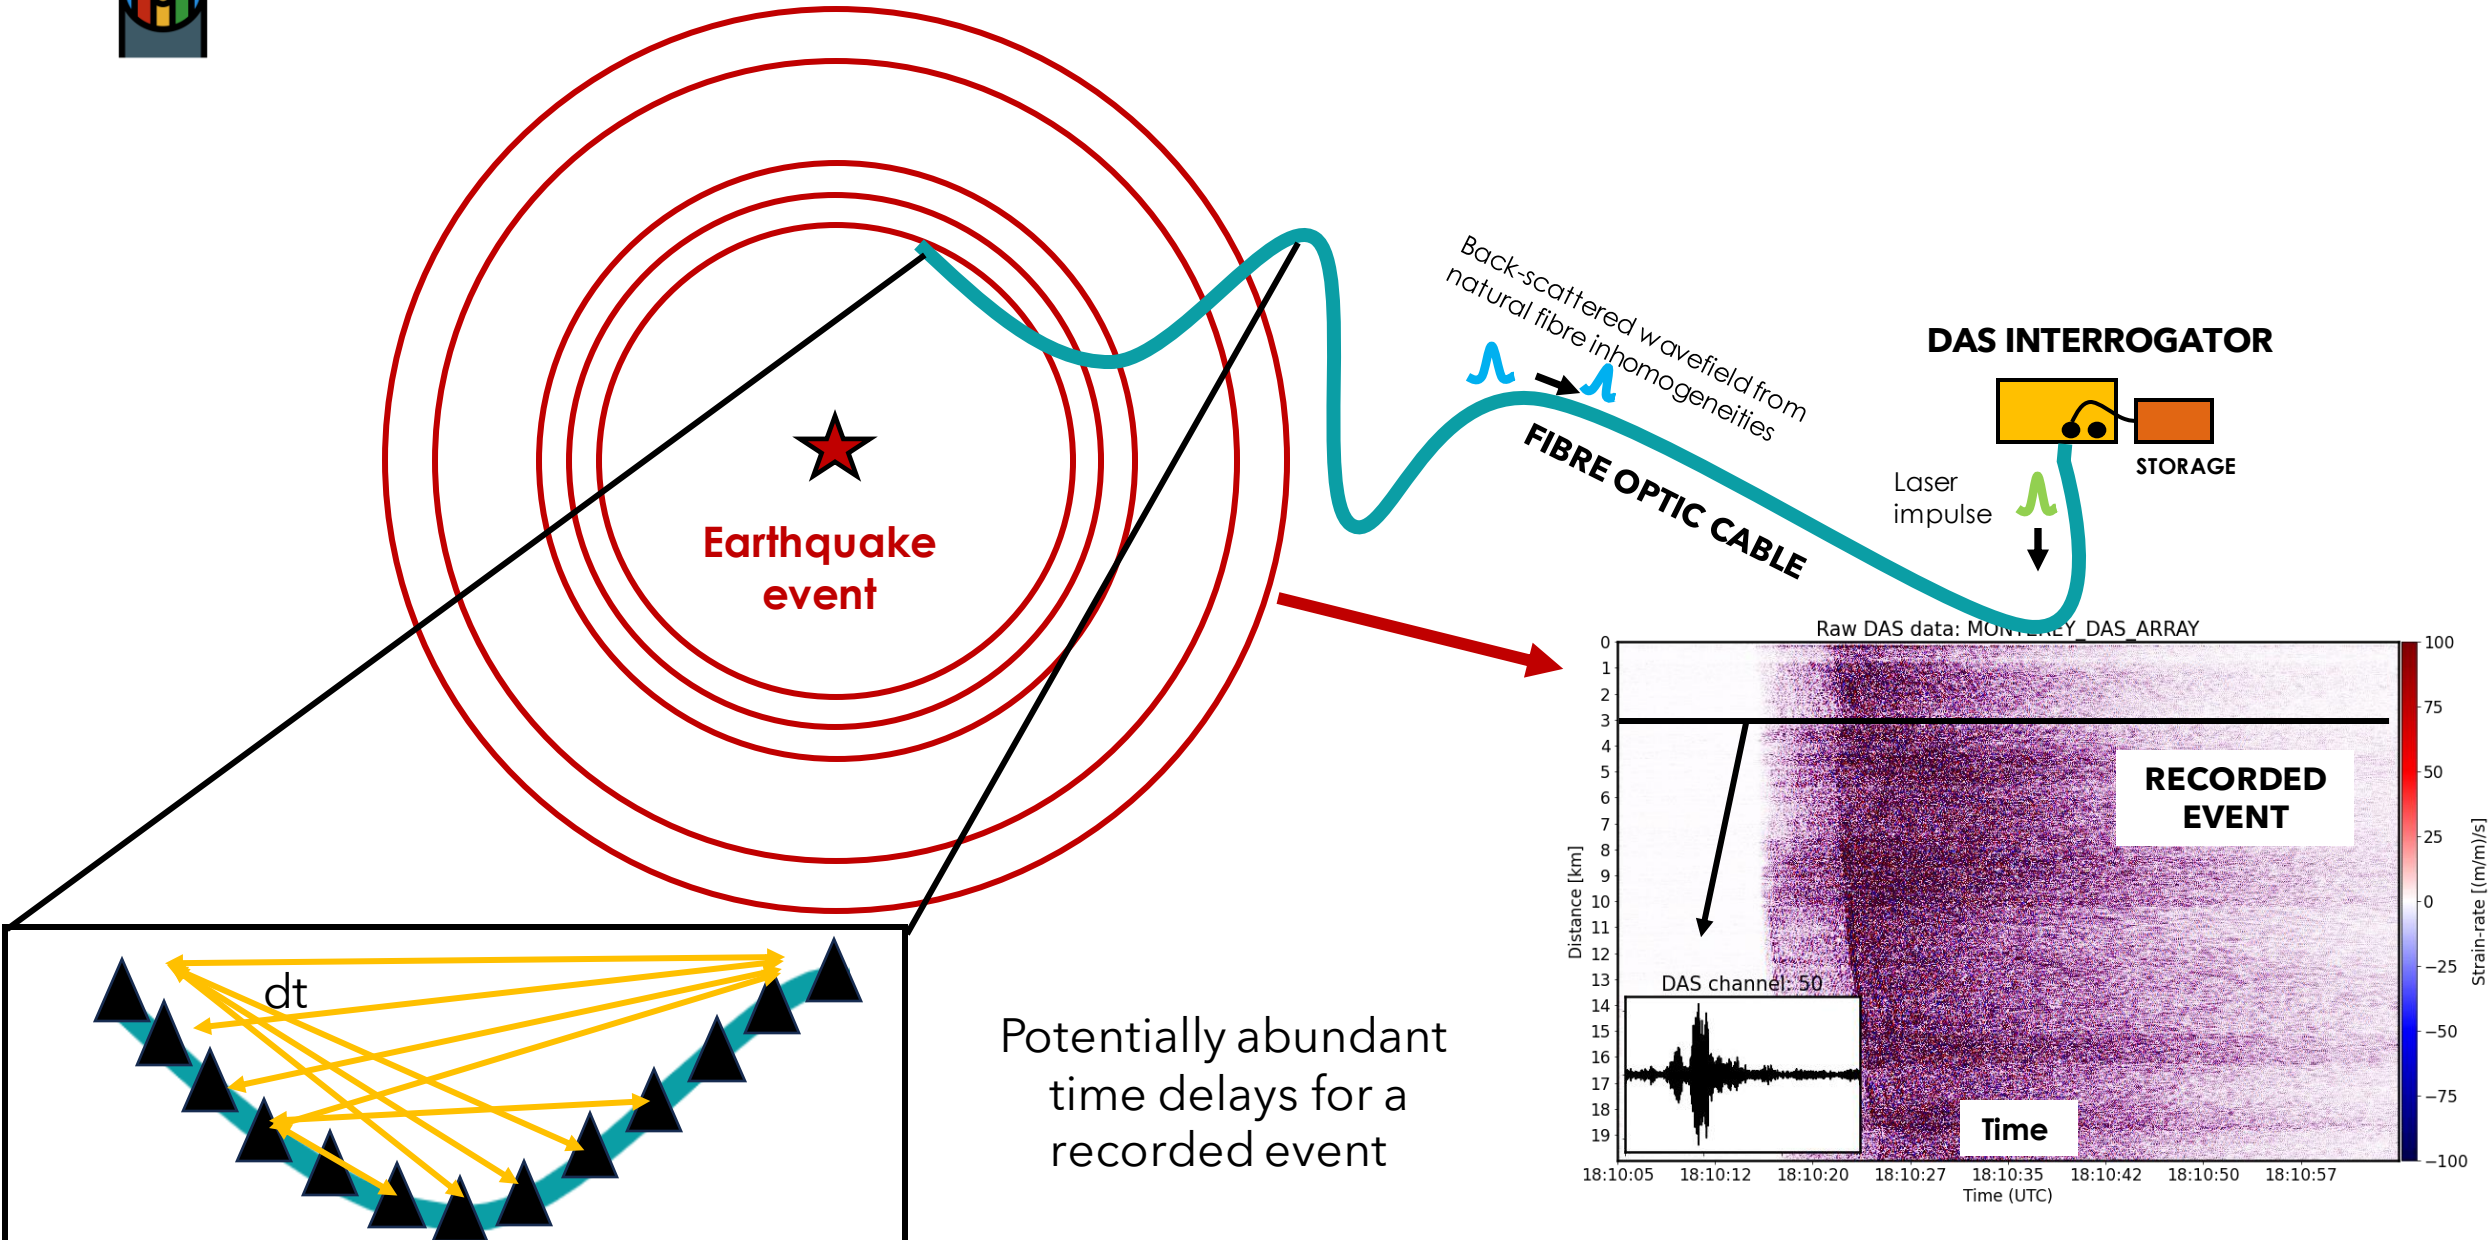 Back-scattered wavefield from
natural fibre inhomogeneities
DAS INTERROGATOR
STORAGE
Laser
impulse
FIBRE OPTIC CABLE
Earthquake
event
dt
Potentially abundant
time delays for a
recorded event
Raw DAS data: MONTEREY_DAS_ARRAY
0
1
2
3
4
5
6
7
8
9
10
11
12
13
14
15
16
17
18
19
Distance [km]
RECORDED
EVENT
DAS channel: 50
Time
18:10:05 18:10:12 18:10:20 18:10:27 18:10:35 18:10:42 18:10:50 18:10:57
Time (UTC)
100
75
50
25
0
−25
−50
−75
−100
Strain-rate [(m/m)/s]